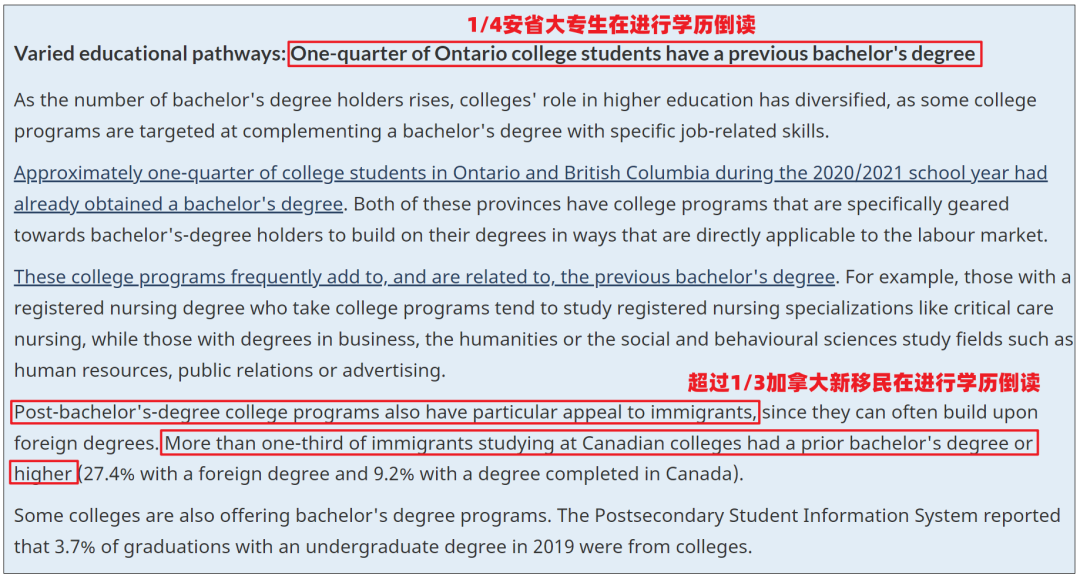 1/4安省大专生在进行学历倒读
Varied educational pathways: One-quarter of Ontario college students have a previous bachelor's degree
As the number of bachelor's degree holders rises, colleges' role in higher education has diversified, as some college
programs are targeted at complementing a bachelor's degree with specific job-related skills.
Approximately one-quarter of college students in Ontario and British Columbia during the 2020/2021 school year had
already obtained a bachelor's degree. Both of these provinces have college programs that are specifically geared
towards bachelor's-degree holders to build on their degrees in ways that are directly applicable to the labour market.
These college programs frequently add to, and are related to, the previous bachelor's degree. For example, those with a
registered nursing degree who take college programs tend to study registered nursing specializations like critical care
nursing, while those with degrees in business, the humanities or the social and behavioural sciences study fields such as
human resources, public relations or advertising.
超过1/3加拿大新移民在进行学历倒读
Post-bachelor's-degree college programs also have particular appeal to immigrants, since they can often build upon
foreign degrees. More than one-third of immigrants studying at Canadian colleges had a prior bachelor's degree or
higher (27.4% with a foreign degree and 9.2% with a degree completed in Canada).
Some colleges are also offering bachelor's degree programs. The Postsecondary Student Information System reported
that 3.7% of graduations with an undergraduate degree in 2019 were from colleges.